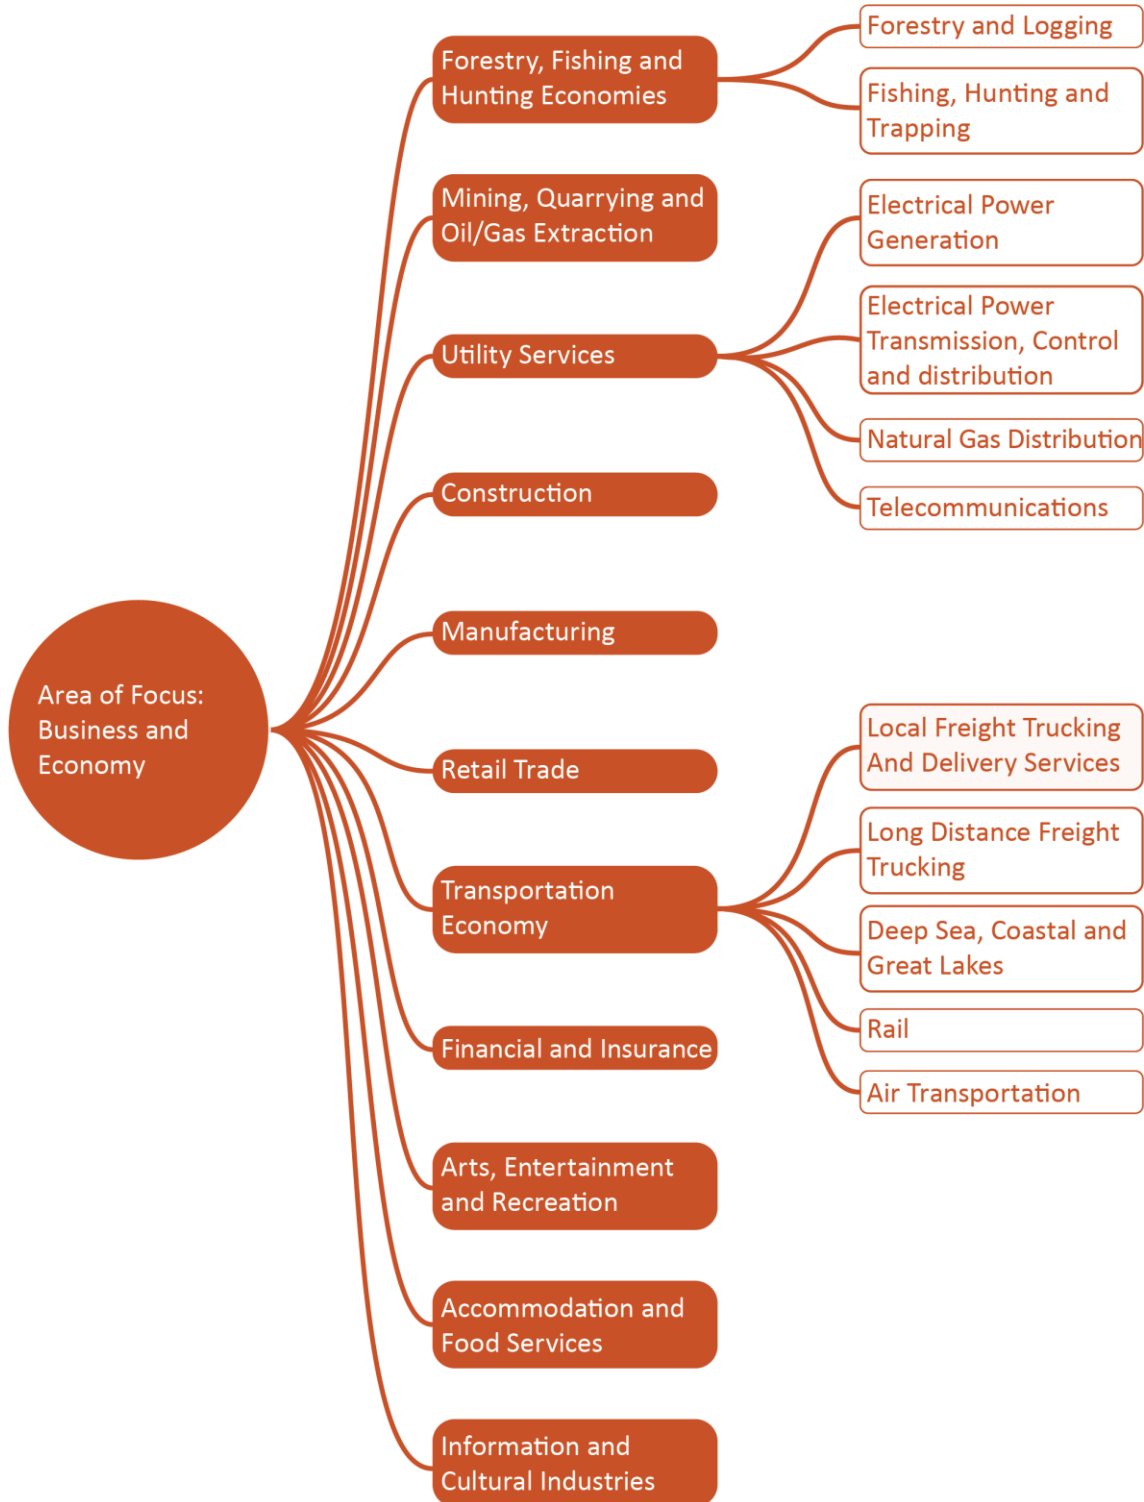 Area of Focus:
Business and
Economy
Forestry, Fishing and
Hunting Economies
Forestry and Logging
Fishing, Hunting and
Trapping
Mining, Quarrying and
Oil/Gas Extraction
Utility Services
Electrical Power
Generation
Electrical Power
Transmission, Control
and distribution
Natural Gas Distribution
Telecommunications
Construction
Manufacturing
Retail Trade
Transportation
Economy
Local Freight Trucking
And Delivery Services
Long Distance Freight
Trucking
Deep Sea, Coastal and
Great Lakes
Rail
Air Transportation
Financial and Insurance
Arts, Entertainment
and Recreation
Accommodation and
Food Services
Information and
Cultural Industries